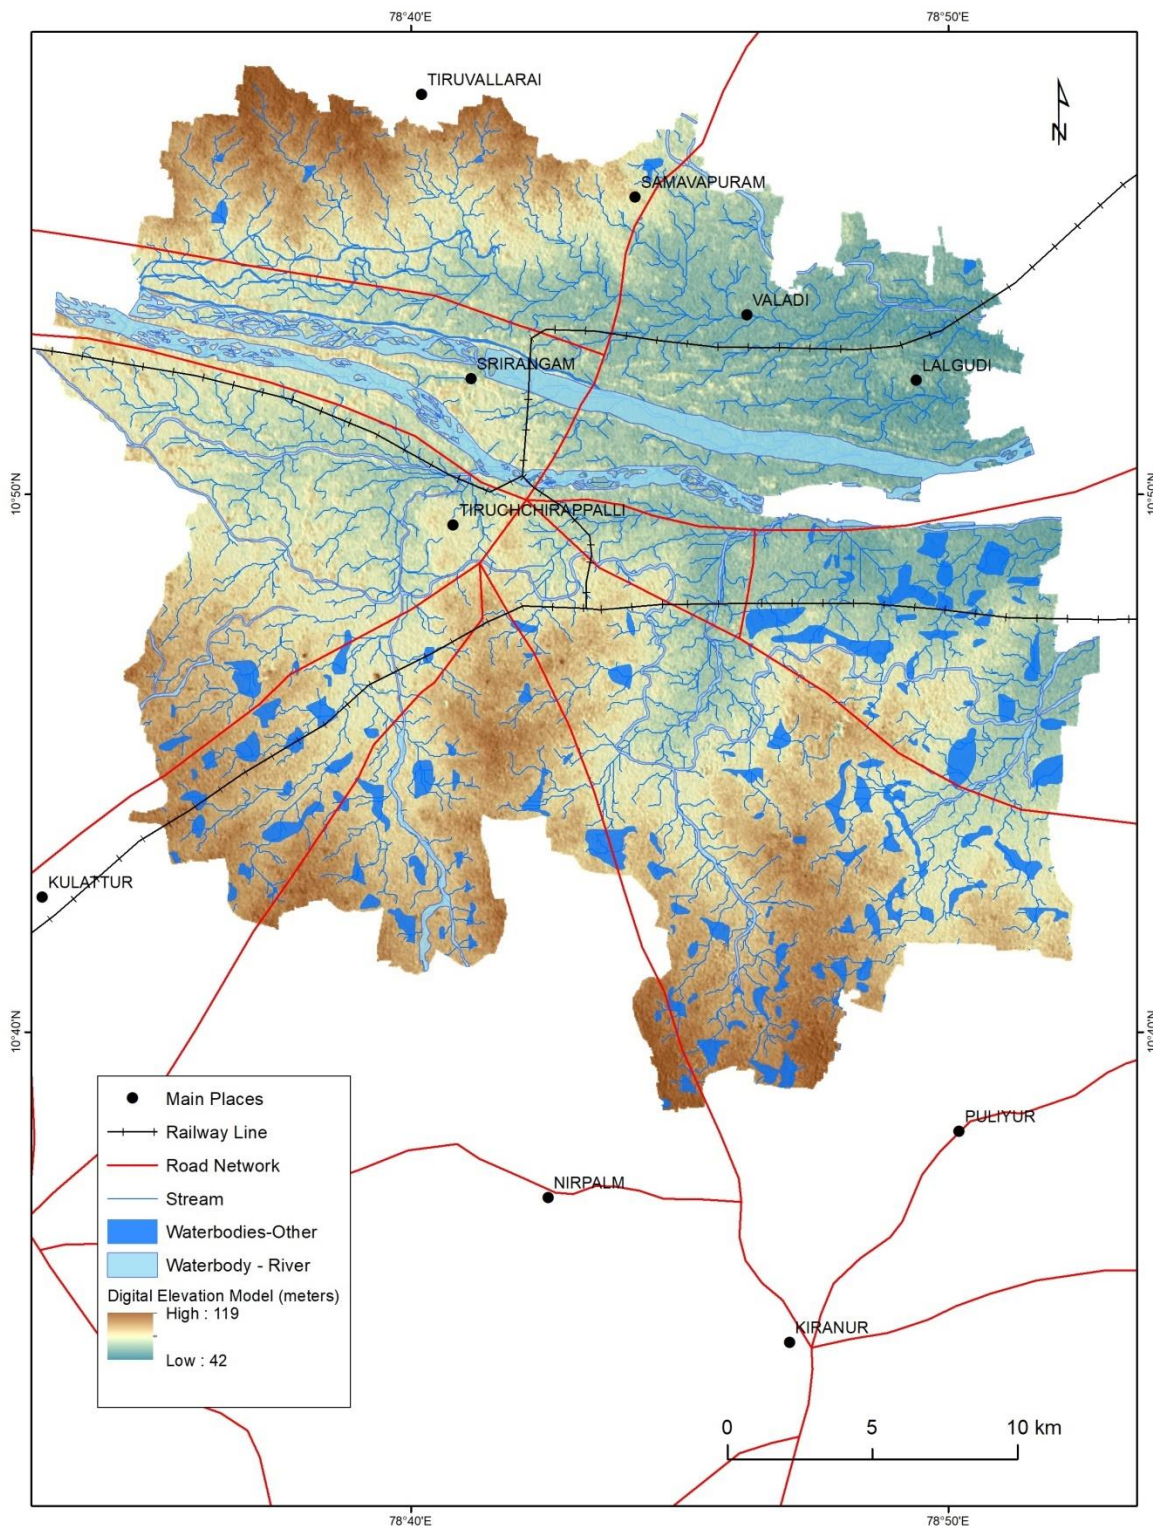 78°40'E
78°50'E
TIRUVALLARAI
N
SAMAVAPURAM
VALADI
SRIRANGAM
LALGUDI
10°50'N
10°50'N
TIRUCHCHIRAPPALLI
KULATTUR
10°40'N
10°40'N
Main Places
Railway Line
Road Network
Stream
Waterbodies-Other
Waterbody - River
Digital Elevation Model (meters)
High : 119
Low : 42
PULIYUR
NIRPALM
KIRANUR
0 5 10 km
78°40'E
78°50'E